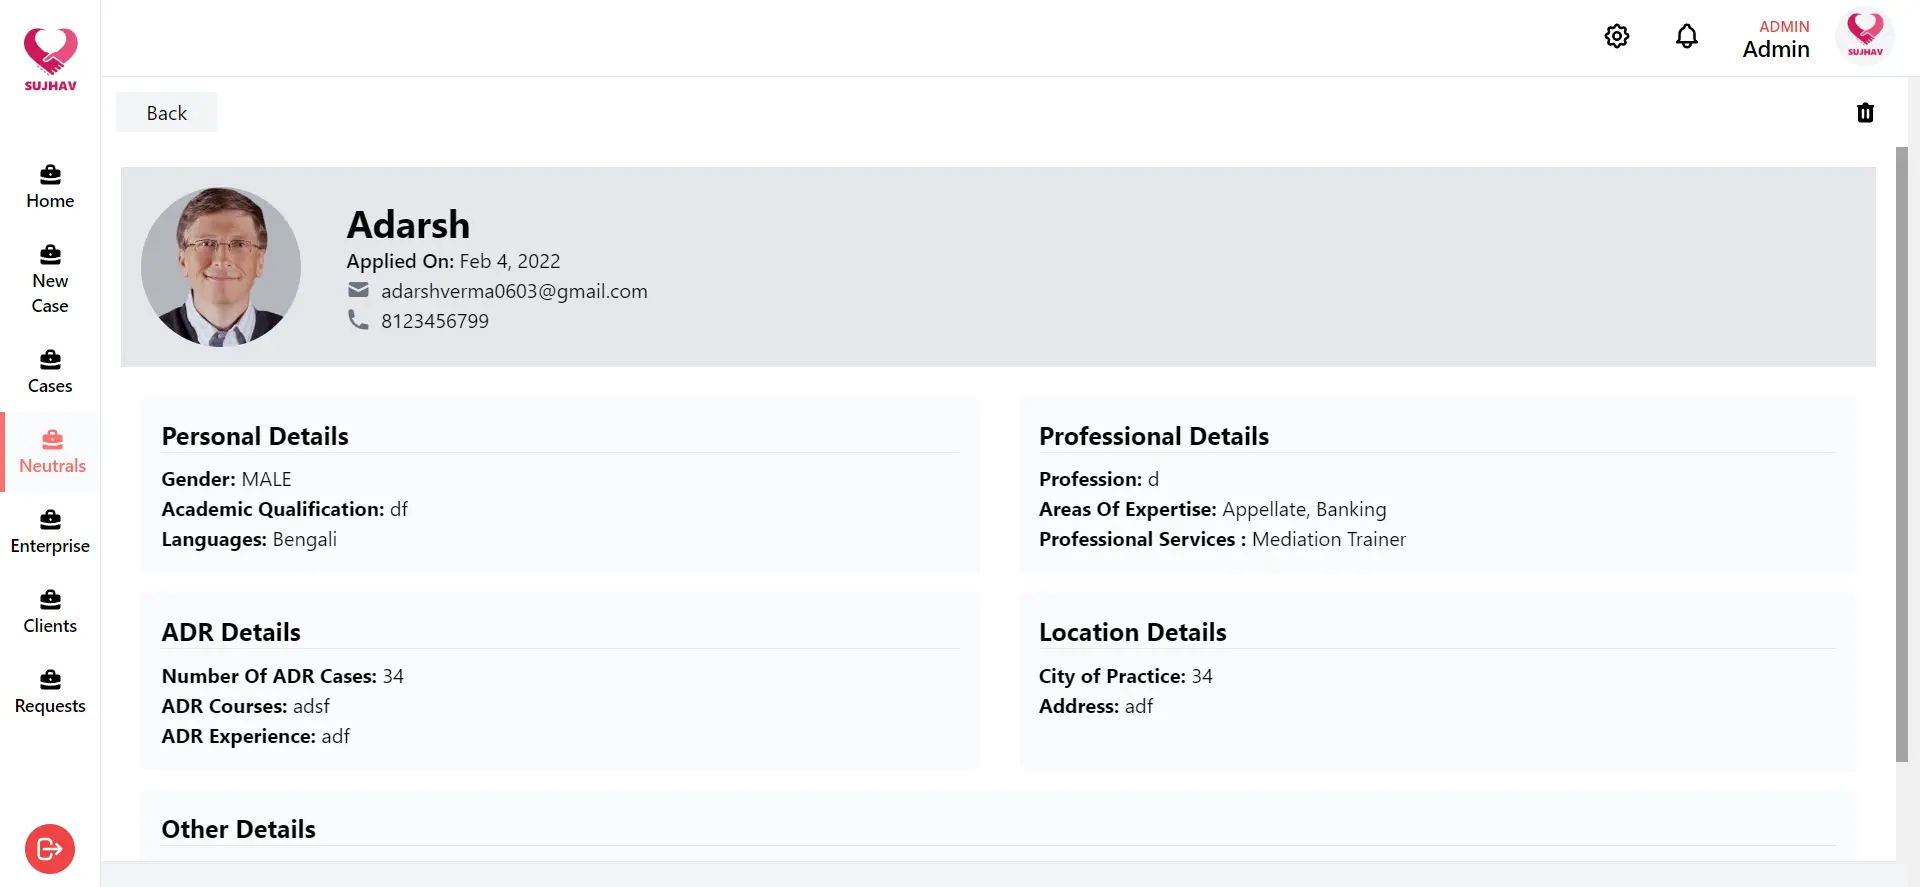 SUJHAV
ADMIN
Admin
SUJHAV
Back
Home
New
Case
Cases
Neutrals
Enterprise
Clients
Requests
Adarsh
Applied On: Feb 4, 2022
adarshverma0603@gmail.com
8123456799
Personal Details
Gender: MALE
Academic Qualification: df
Languages: Bengali
Professional Details
Profession: d
Areas Of Expertise: Appellate, Banking
Professional Services : Mediation Trainer
ADR Details
Number Of ADR Cases: 34
ADR Courses: adsf
ADR Experience: adf
Location Details
City of Practice: 34
Address: adf
Other Details